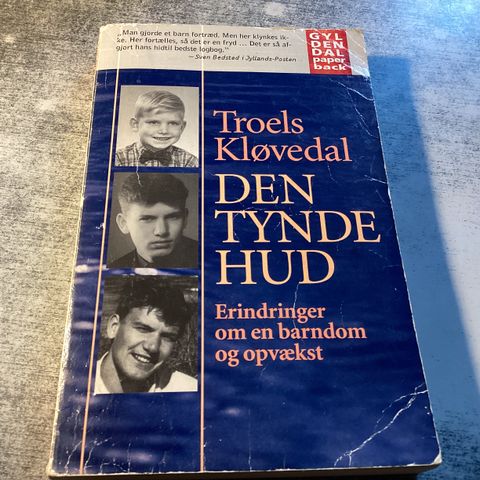 „Man gjorde et barn fortræd. Men her klynkes ik-
ke. Her fortælles, så det er en fryd ... Det er så af-
gjort hans hidtil bedste logbog.“
— Sven Bedsted i Jyllands-Posten
GYL
DEN
DAL
paper
back
Troels
Kløvedal
DEN
TYNDE
HUD
Erindringer
om en barndom
og opvækst